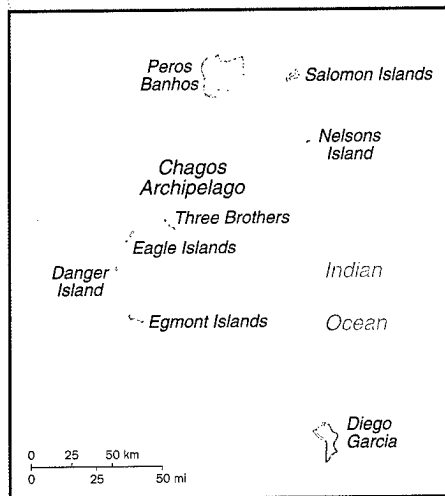 Peros
Banhos
Salomon Islands
Nelsons
Island
Chagos
Archipelago
Three Brothers
Eagle Islands
Danger
Island
Indian
Ocean
Egmont Islands
Diego
Garcia
0 25 50 km
0 25 50 mi